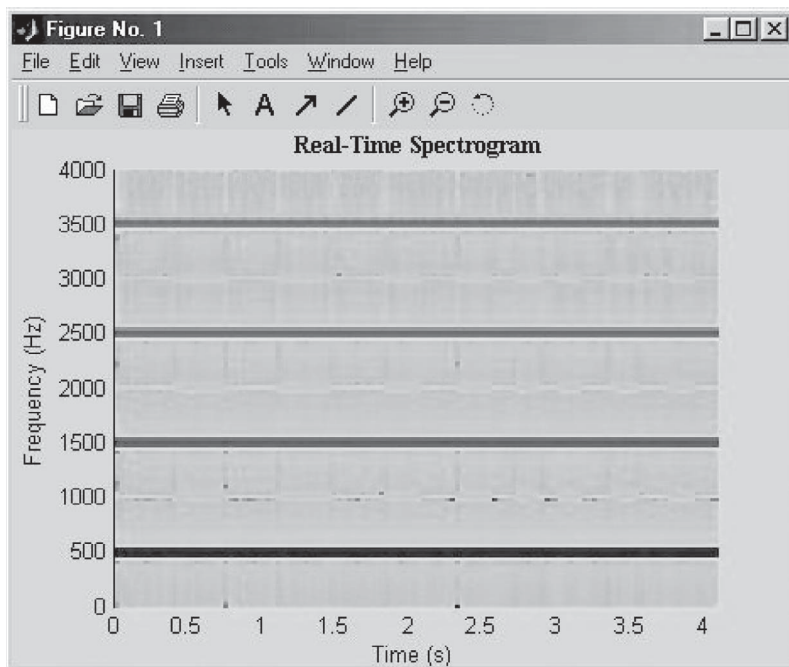 Figure No. 1
File Edit View Insert Tools Window Help
A
Real-Time Spectrogram
4000
3500
3000
2500
2000
1500
1000
500
0
Frequency (Hz)
0 0.5 1 1.5 2 2.5 3 3.5 4
Time (s)